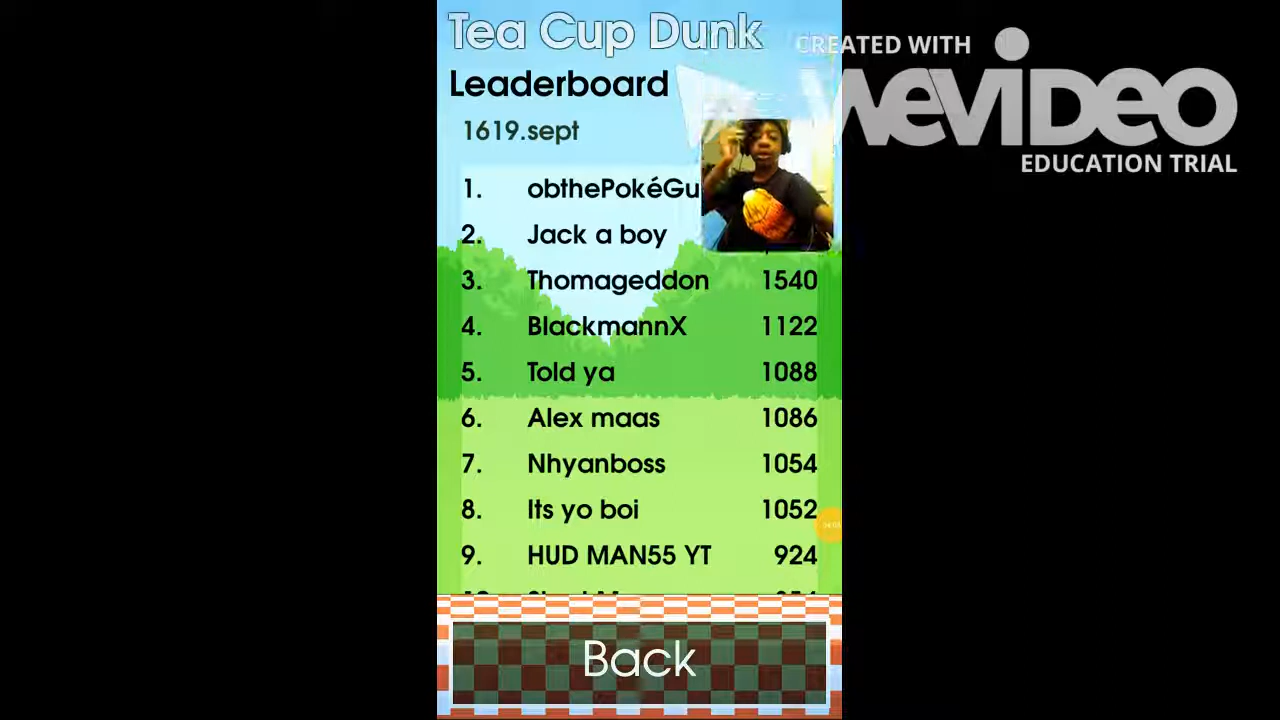 Tea Cup Dunk
CREATED WITH
WeVideo
EDUCATION TRIAL
Leaderboard
1619.sept
1. obthePokéGu
2. Jack a boy
3. Thomageddon 1540
4. BlackmannX 1122
5. Told ya 1088
6. Alex maas 1086
7. Nhyanboss 1054
8. Its yo boi 1052
9. HUD MAN55 YT 924
Back